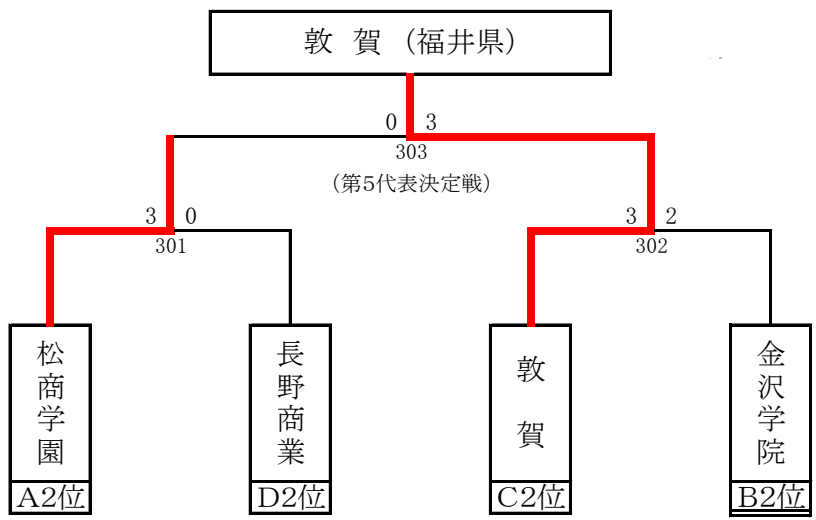 敦 賀 (福井県)
0 3
303
(第5代表決定戦)
3 0
301
3 2
302
松商学園
長野商業
敦賀
金沢学院
A2位
D2位
C2位
B2位